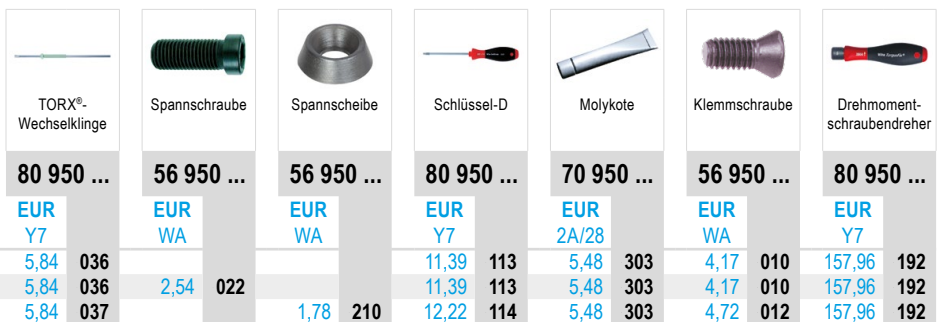 TORX®-
Wechselklinge
Spannschraube
Spannscheibe
Schlüssel-D
Molykote
Klemmschraube
Drehmoment-
schraubendreher
80 950 ... 56 950 ... 56 950 ... 80 950 ... 70 950 ... 56 950 ... 80 950 ...
EUR EUR EUR EUR EUR EUR EUR
Y7 WA WA Y7 2A/28 WA Y7
5,84 036 11,39 113 5,48 303 4,17 010 157,96 192
5,84 036 2,54 022 11,39 113 5,48 303 4,17 010 157,96 192
5,84 037 1,78 210 12,22 114 5,48 303 4,72 012 157,96 192